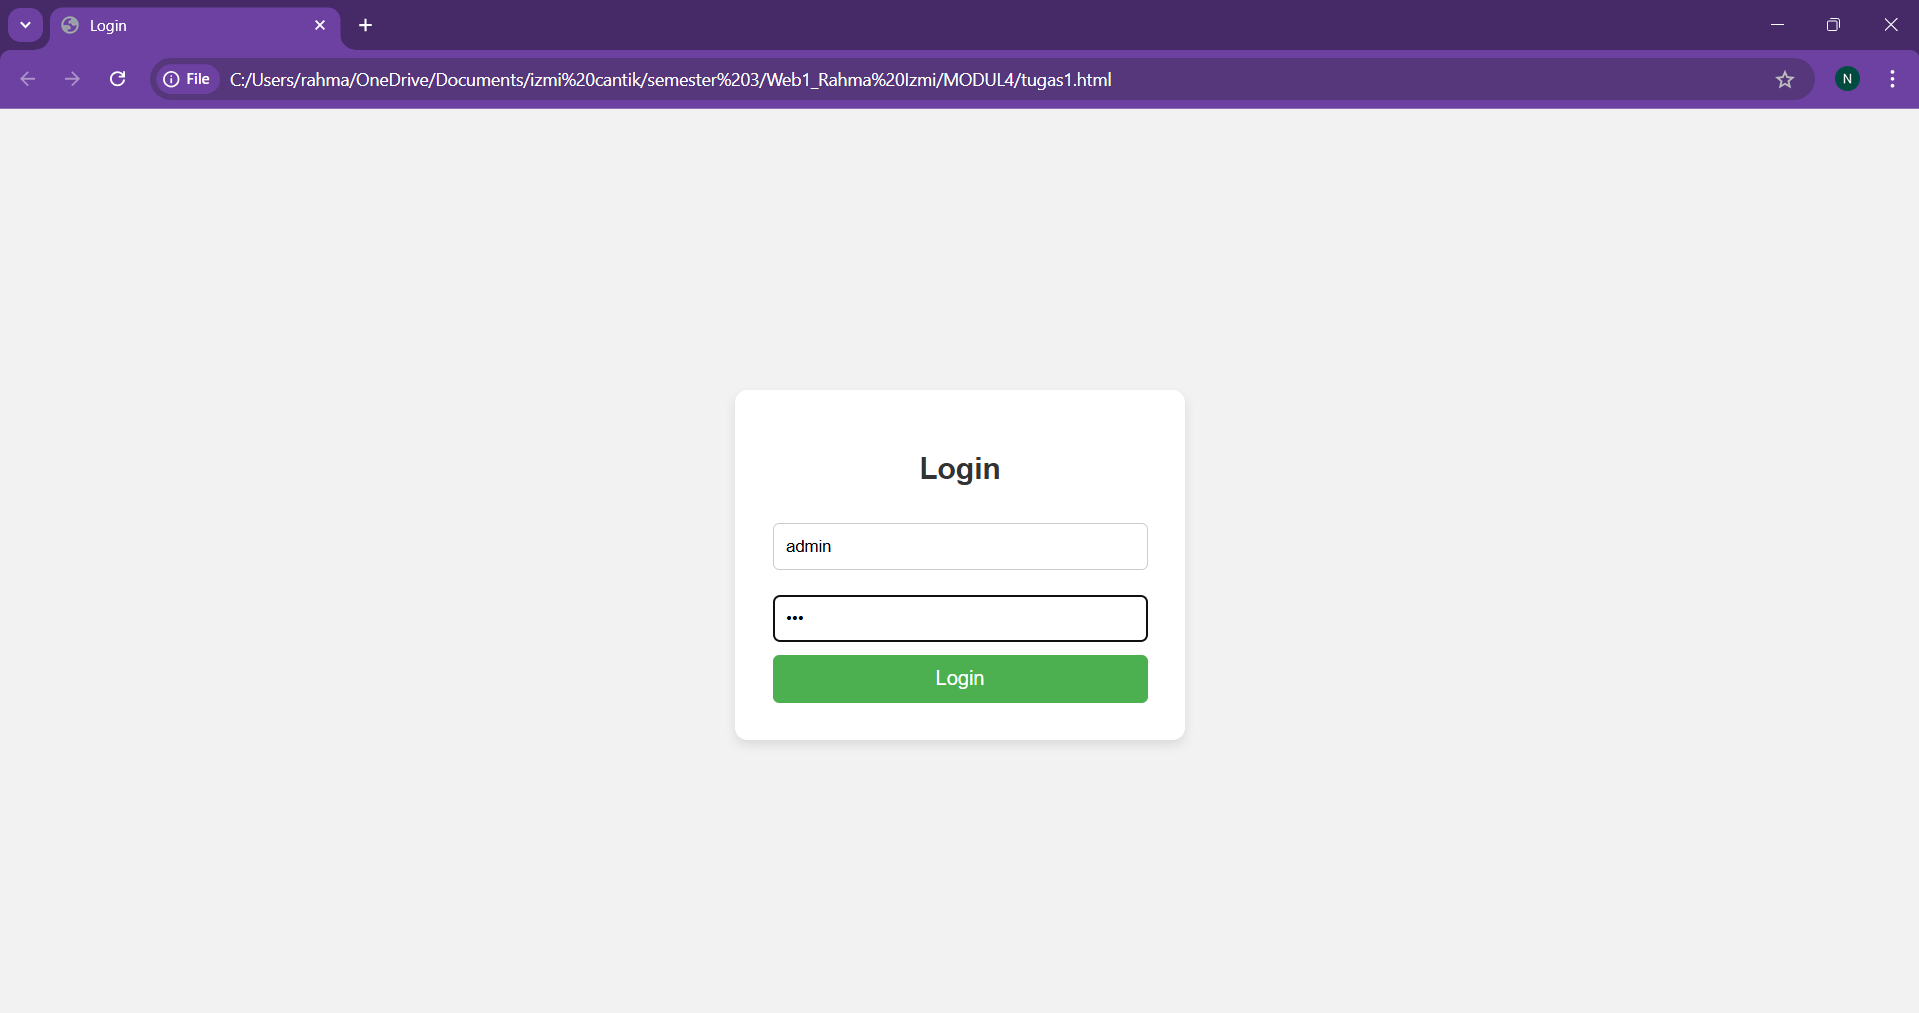 Login
File
C:/Users/rahma/OneDrive/Documents/izmi%20cantik/semester%203/Web1_Rahma%20Izmi/MODUL4/tugas1.html
N
Login
admin
•••
Login